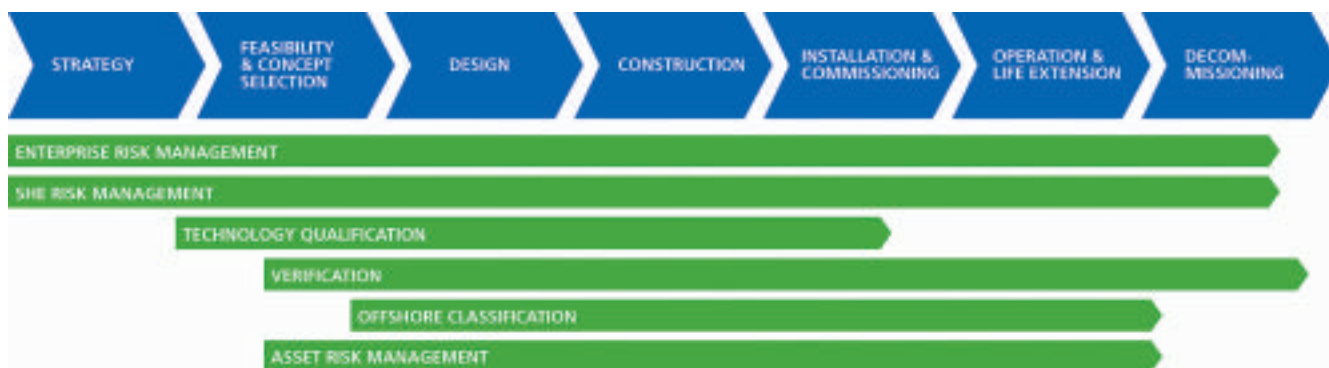 STRATEGY
FEASIBILITY
& CONCEPT
SELECTION
DESIGN
CONSTRUCTION
INSTALLATION &
COMMISSIONING
OPERATION &
LIFE EXTENSION
DECOM-
MISSIONING
ENTERPRISE RISK MANAGEMENT
SHE RISK MANAGEMENT
TECHNOLOGY QUALIFICATION
VERIFICATION
OFFSHORE CLASSIFICATION
ASSET RISK MANAGEMENT